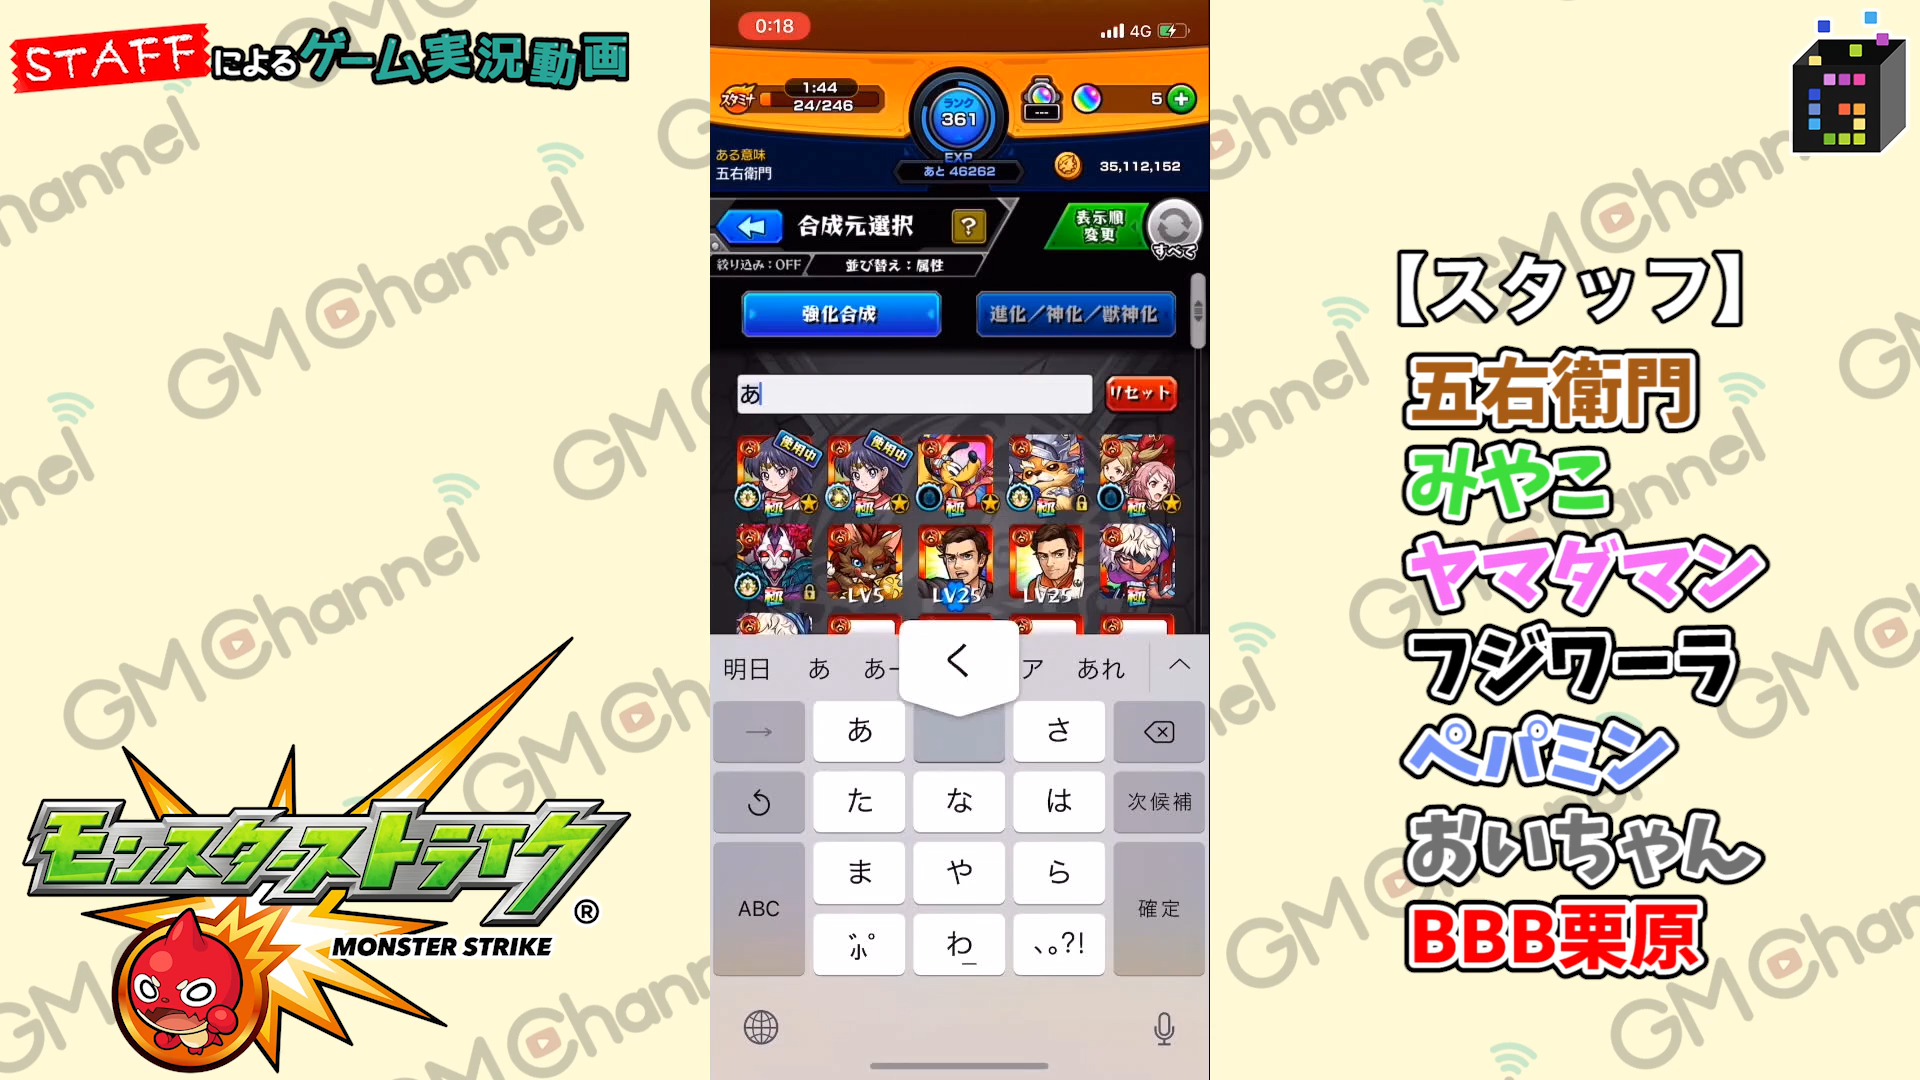 STAFFによるゲーム実況動画
0:18
4G
スタミナ
1:44
24/246
ランク
361
EXP
あと 46262
5
ある意味
五右衛門
35,112,152
合成元選択
?
表示順
変更
すべて
絞り込み：OFF
並び替え：属性
強化合成
進化／神化／獣神化
あ
リセット
使用中
使用中
極
極
極
極
極
極
LV5
LV25
LV25
極
明日
あ
あー
く
ア
あれ
→
あ
さ
た
な
は
次候補
ABC
ま
や
ら
確定
小
わ
、。?!
【スタッフ】
五右衛門
みやこ
ヤマダマン
フジワーラ
ペパミン
おいちゃん
BBB栗原
モンスターストライク
®
MONSTER STRIKE
GMChannel